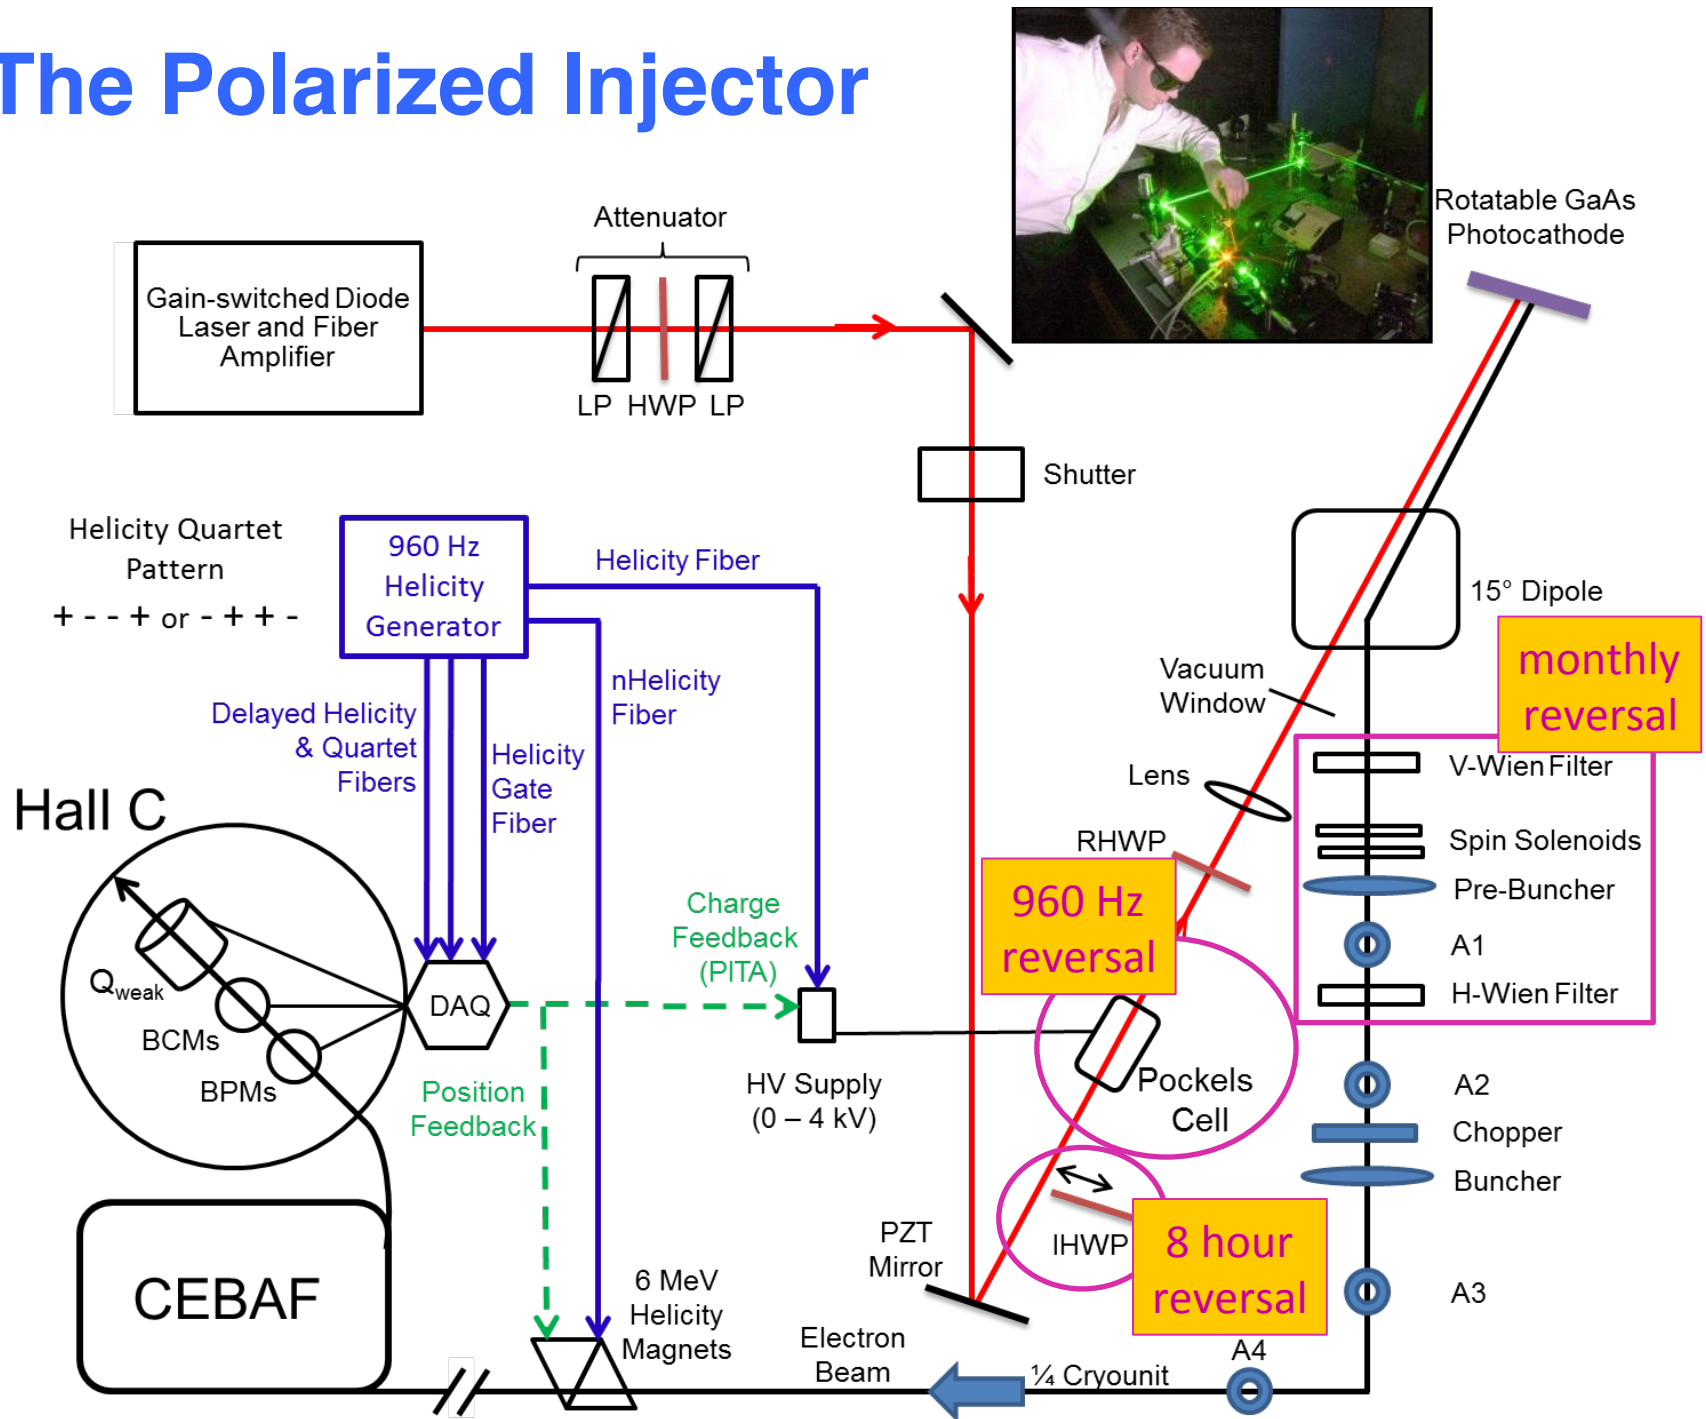 The Polarized Injector
Attenuator
Rotatable GaAs
Photocathode
Gain-switched Diode
Laser and Fiber
Amplifier
LP HWP LP
Shutter
Helicity Quartet
Pattern
+ - - + or - + + -
960 Hz
Helicity
Generator
Helicity Fiber
15° Dipole
monthly
reversal
nHelicity
Fiber
Vacuum
Window
Delayed Helicity
& Quartet
Fibers
Helicity
Gate
Fiber
V-Wien Filter
Lens
Hall C
RHWP
Spin Solenoids
Pre-Buncher
960 Hz
reversal
Charge
Feedback
(PITA)
A1
H-Wien Filter
Qweak
DAQ
BCMs
BPMs
Position
Feedback
HV Supply
(0 – 4 kV)
Pockels
Cell
A2
Chopper
Buncher
PZT
Mirror
IHWP
8 hour
reversal
CEBAF
6 MeV
Helicity
Magnets
A3
Electron
Beam
¼ Cryounit
A4